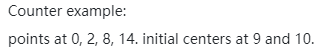 Counter example:
points at 0, 2, 8, 14. initial centers at 9 and 10.